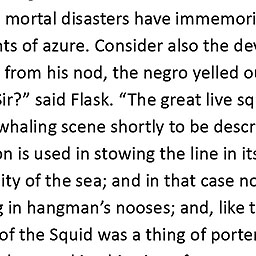 mortal disasters have immemori
nts of azure. Consider also the dev
from his nod, the negro yelled ou
Sir?” said Flask. “The great live sq
whaling scene shortly to be descr
on is used in stowing the line in its
ity of the sea; and in that case no
g in hangman’s nooses; and, like t
of the Squid was a thing of porter